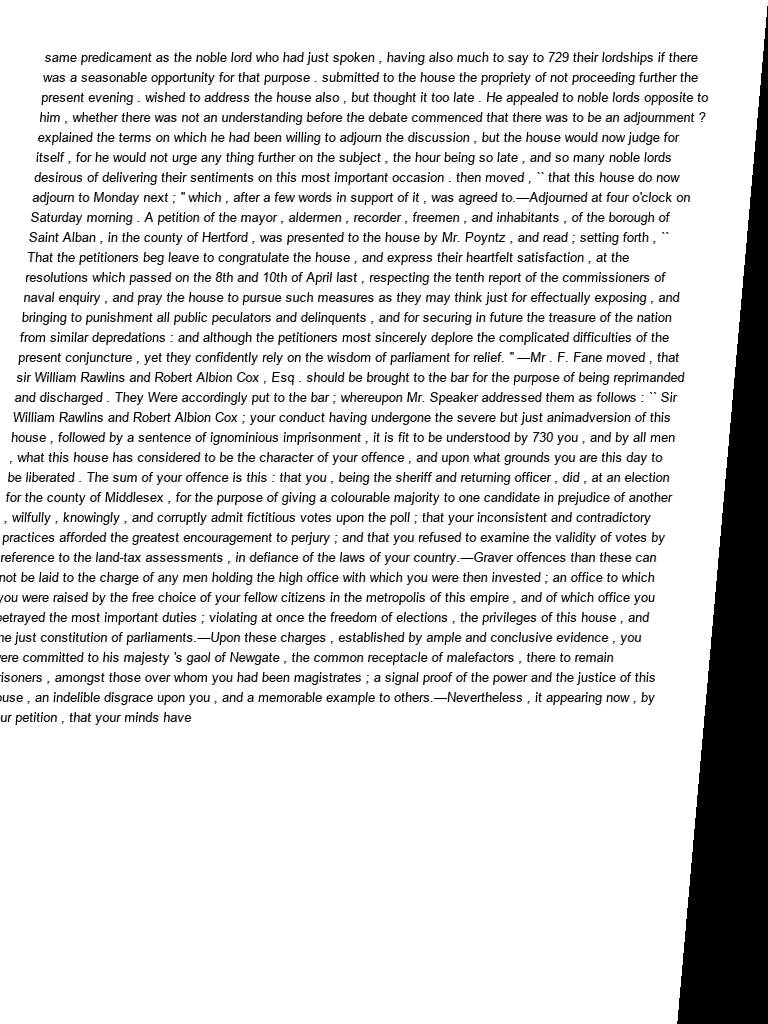 same predicament as the noble lord who had just spoken , having also much to say to 729 their lordships if there
was a seasonable opportunity for that purpose . submitted to the house the propriety of not proceeding further the
present evening . wished to address the house also , but thought it too late . He appealed to noble lords opposite to
him , whether there was not an understanding before the debate commenced that there was to be an adjournment ?
explained the terms on which he had been willing to adjourn the discussion , but the house would now judge for
itself , for he would not urge any thing further on the subject , the hour being so late , and so many noble lords
desirous of delivering their sentiments on this most important occasion . then moved , `` that this house do now
adjourn to Monday next ; '' which , after a few words in support of it , was agreed to.—Adjourned at four o'clock on
Saturday morning . A petition of the mayor , aldermen , recorder , freemen , and inhabitants , of the borough of
Saint Alban , in the county of Hertford , was presented to the house by Mr. Poyntz , and read ; setting forth , ``
That the petitioners beg leave to congratulate the house , and express their heartfelt satisfaction , at the
resolutions which passed on the 8th and 10th of April last , respecting the tenth report of the commissioners of
naval enquiry , and pray the house to pursue such measures as they may think just for effectually exposing , and
bringing to punishment all public peculators and delinquents , and for securing in future the treasure of the nation
from similar depredations : and although the petitioners most sincerely deplore the complicated difficulties of the
present conjuncture , yet they confidently rely on the wisdom of parliament for relief. '' —Mr . F. Fane moved , that
sir William Rawlins and Robert Albion Cox , Esq . should be brought to the bar for the purpose of being reprimanded
and discharged . They Were accordingly put to the bar ; whereupon Mr. Speaker addressed them as follows : `` Sir
William Rawlins and Robert Albion Cox ; your conduct having undergone the severe but just animadversion of this
house , followed by a sentence of ignominious imprisonment , it is fit to be understood by 730 you , and by all men
, what this house has considered to be the character of your offence , and upon what grounds you are this day to
be liberated . The sum of your offence is this : that you , being the sheriff and returning officer , did , at an election
for the county of Middlesex , for the purpose of giving a colourable majority to one candidate in prejudice of another
, wilfully , knowingly , and corruptly admit fictitious votes upon the poll ; that your inconsistent and contradictory
practices afforded the greatest encouragement to perjury ; and that you refused to examine the validity of votes by
reference to the land-tax assessments , in defiance of the laws of your country.—Graver offences than these can
not be laid to the charge of any men holding the high office with which you were then invested ; an office to which
you were raised by the free choice of your fellow citizens in the metropolis of this empire , and of which office you
betrayed the most important duties ; violating at once the freedom of elections , the privileges of this house , and
he just constitution of parliaments.—Upon these charges , established by ample and conclusive evidence , you
ere committed to his majesty 's gaol of Newgate , the common receptacle of malefactors , there to remain
risoners , amongst those over whom you had been magistrates ; a signal proof of the power and the justice of this
ouse , an indelible disgrace upon you , and a memorable example to others.—Nevertheless , it appearing now , by
ur petition , that your minds have